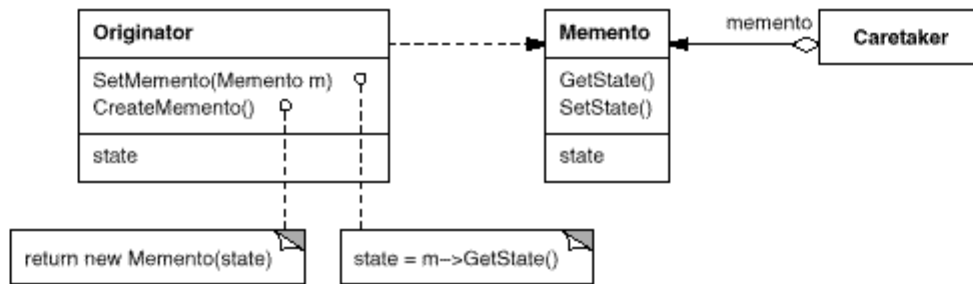 Originator
SetMemento(Memento m)
CreateMemento()
state
Memento
GetState()
SetState()
state
memento
Caretaker
return new Memento(state)
state = m->GetState()